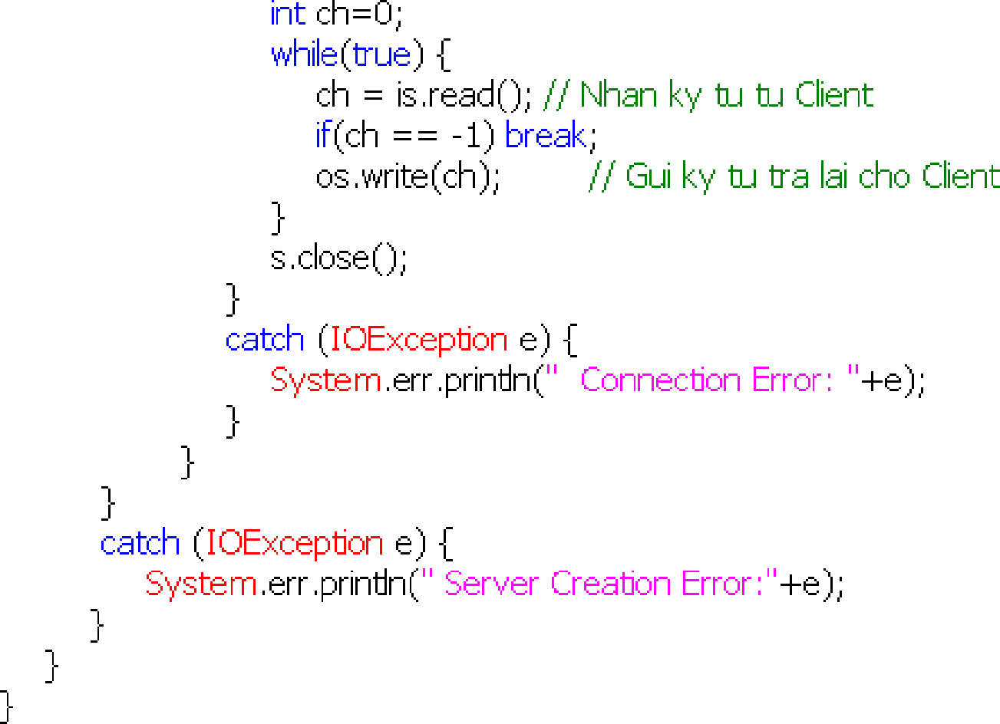 int ch=0;
while(true) {
ch = is.read(); // Nhan ky tu tu Client
if(ch == -1) break;
os.write(ch); // Gui ky tu tra lai cho Client
}
s.close();
}
catch (IOException e) {
System.err.println("  Connection Error: "+e);
}
}
}
catch (IOException e) {
System.err.println(" Server Creation Error:"+e);
}
}
}